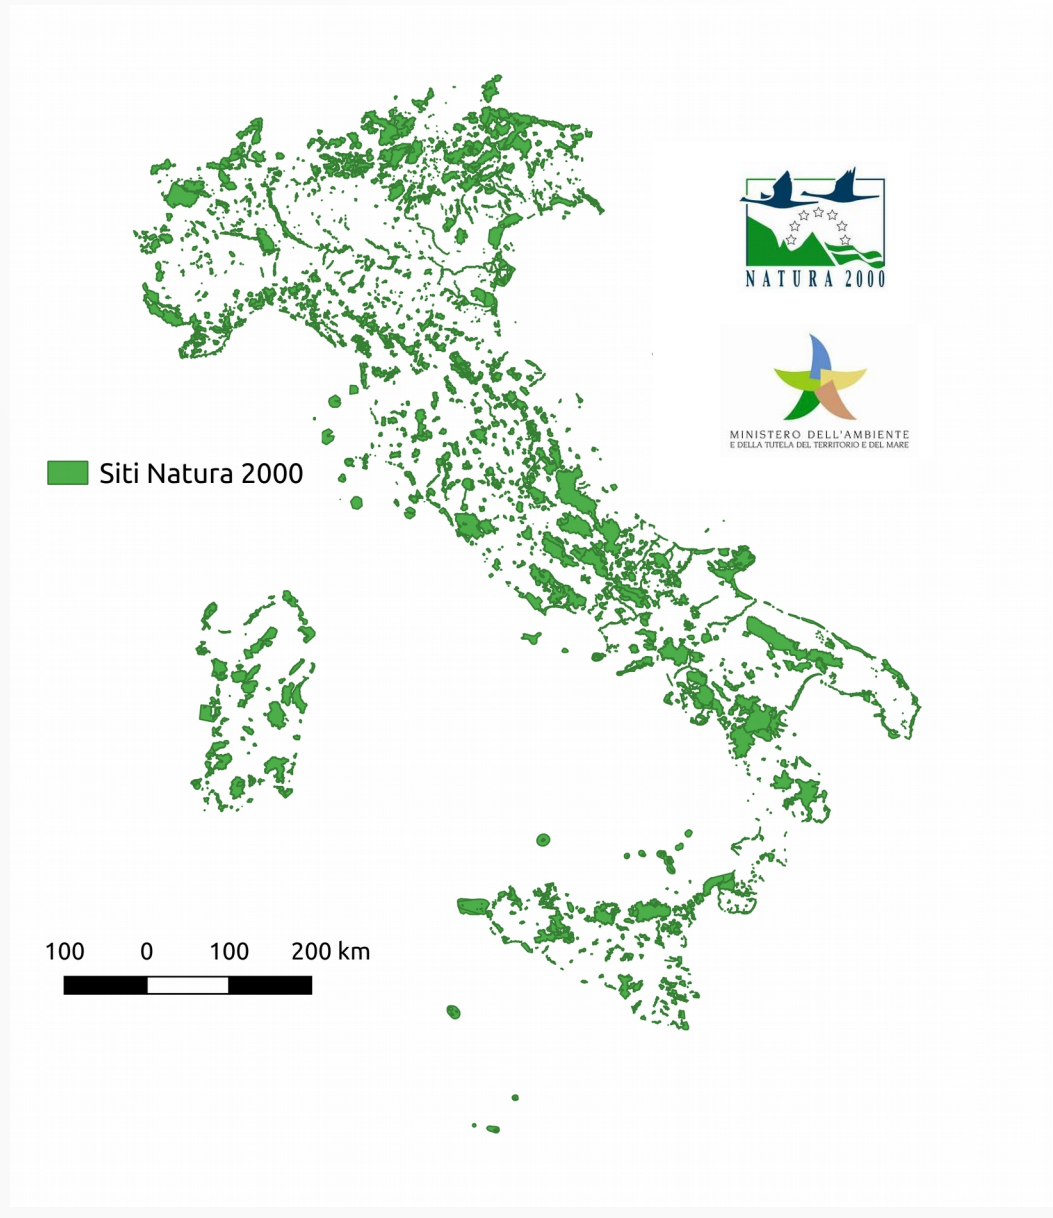 NATURA 2000
MINISTERO DELL'AMBIENTE
E DELLA TUTELA DEL TERRITORIO E DEL MARE
Siti Natura 2000
100 0 100 200 km